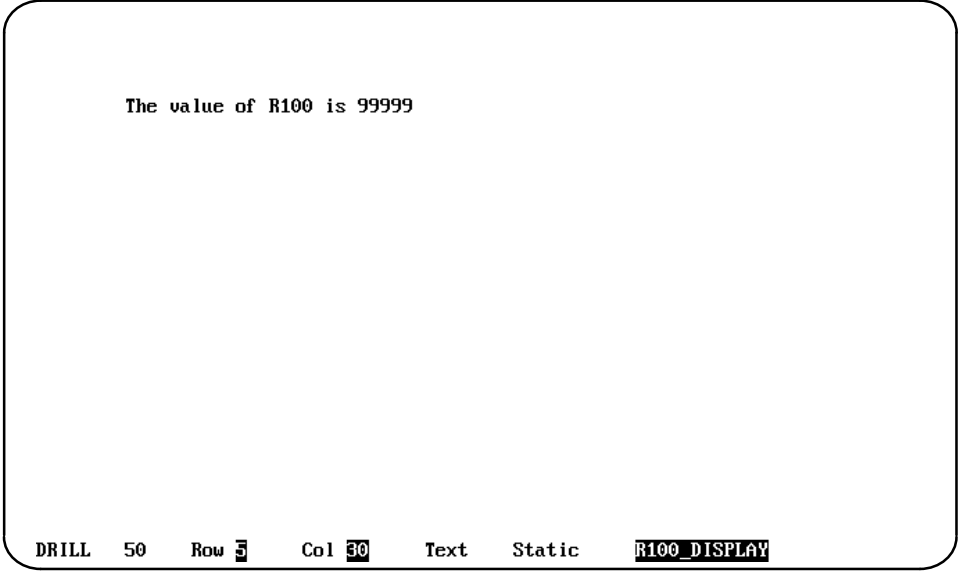 The value of R100 is 99999
DRILL 50 Row 5 Col 30 Text Static R100_DISPLAY